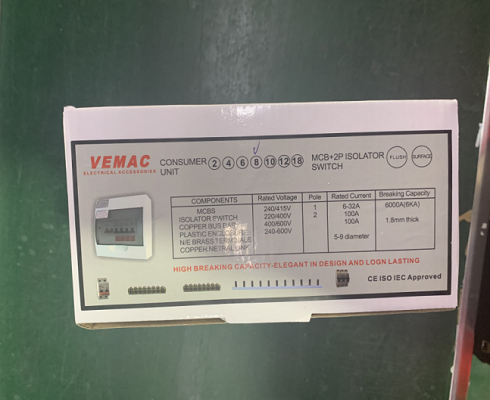 VEMAC
ELECTRICAL ACCESSORIES
CONSUMER UNIT 2 4 6 8 10 12 18
MCB+2P ISOLATOR SWITCH
FLUSH SURFACE
COMPONENTS Rated Voltage Pole Rated Current Breaking Capacity
MCBS 240/415V 1 6-32A 6000A(6KA)
ISOLATOR SWITCH 220/400V 2 100A
COPPER BUS BAR 400/600V 100A 1.8mm thick
PLASTIC ENCLOSURE 240-600V
N/E BRASS TERMINALS 5-9 diameter
COPPER NETRAL LINK
HIGH BREAKING CAPACITY-ELEGANT IN DESIGN AND LOGN LASTING
CE ISO IEC Approved